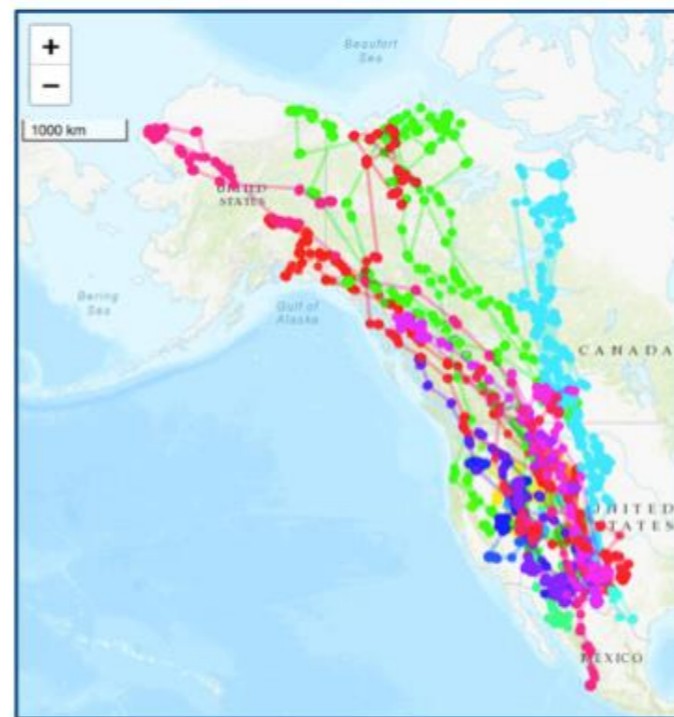 +
−
1000 km
Beaufort
Sea
UNITED
STATES
Bering
Sea
Gulf of
Alaska
CANADA
UNITED
STATES
MEXICO